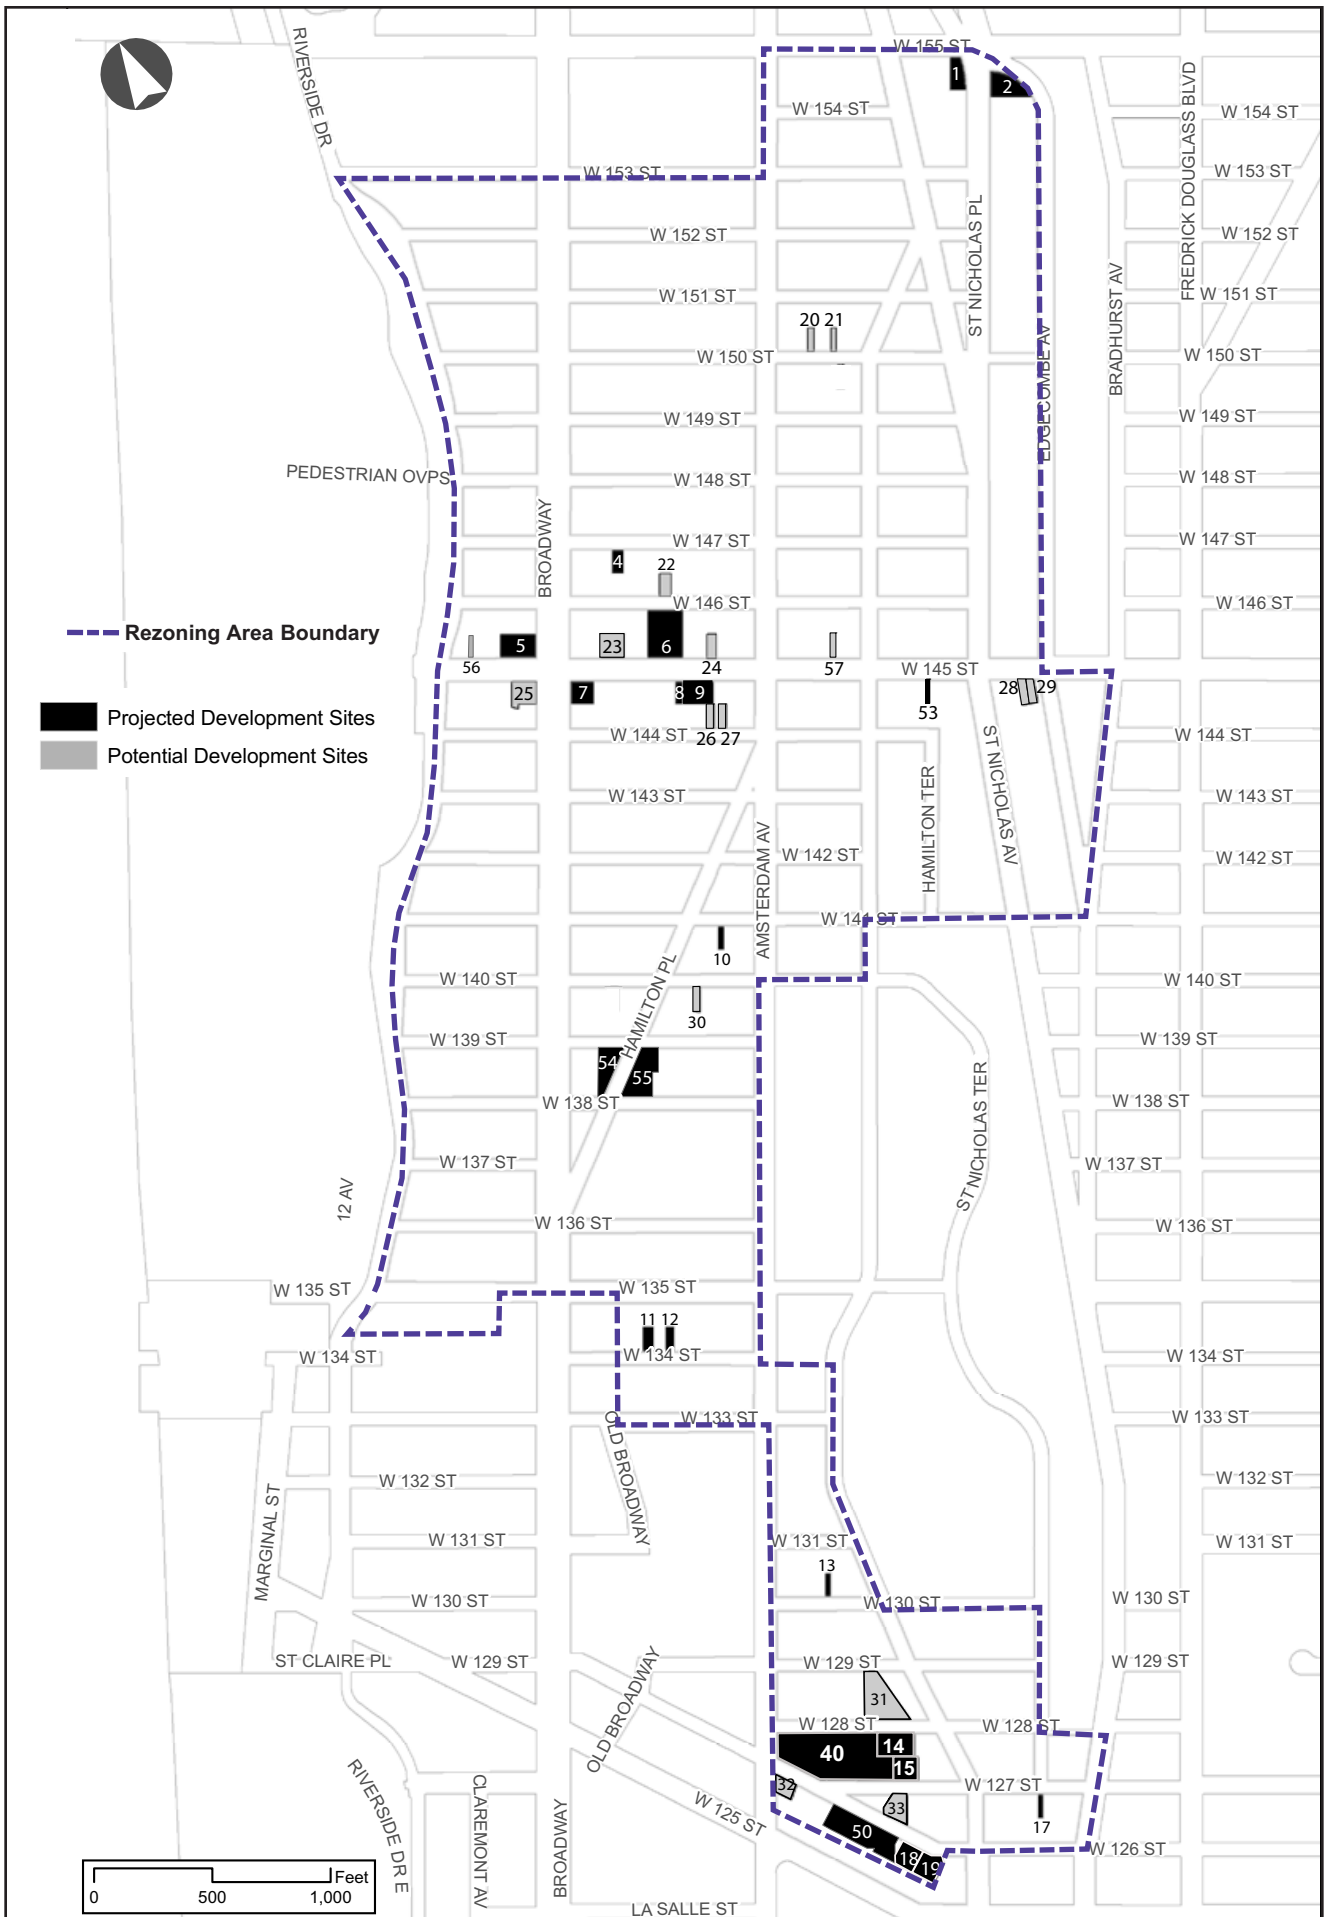 W 155 ST
RIVERSIDE DR
1
2
FREDRICK DOUGLASS BLVD
W 154 ST
W 154 ST
W 153 ST
W 153 ST
ST NICHOLAS PL
W 152 ST
W 152 ST
W 151 ST
W 151 ST
BRADHURST AV
20 21
EDGECOMBE AV
W 150 ST
W 150 ST
W 149 ST
W 149 ST
PEDESTRIAN OVPS
W 148 ST
W 148 ST
BROADWAY
W 147 ST
W 147 ST
4
22
W 146 ST
W 146 ST
Rezoning Area Boundary
5
23
6
56
24
57
W 145 ST
25
7
8
9
28
29
53
Projected Development Sites
Potential Development Sites
W 144 ST
26 27
W 144 ST
ST NICHOLAS AV
HAMILTON TER
W 143 ST
W 143 ST
AMSTERDAM AV
W 142 ST
W 142 ST
W 141 ST
10
HAMILTON PL
W 140 ST
W 140 ST
30
W 139 ST
W 139 ST
54
55
ST NICHOLAS TER
W 138 ST
W 138 ST
W 137 ST
W 137 ST
12 AV
W 136 ST
W 136 ST
W 135 ST
W 135 ST
11 12
W 134 ST
W 134 ST
W 134 ST
W 133 ST
W 133 ST
OLD BROADWAY
W 132 ST
W 132 ST
MARGINAL ST
W 131 ST
W 131 ST
W 131 ST
13
W 130 ST
W 130 ST
W 130 ST
ST CLAIRE PL
W 129 ST
W 129 ST
W 129 ST
OLD BROADWAY
31
W 128 ST
W 128 ST
40
14
15
32
W 127 ST
RIVERSIDE DR E
CLAREMONT AV
BROADWAY
W 125 ST
33
50
17
18
19
W 126 ST
Feet
0
500
1,000
LA SALLE ST